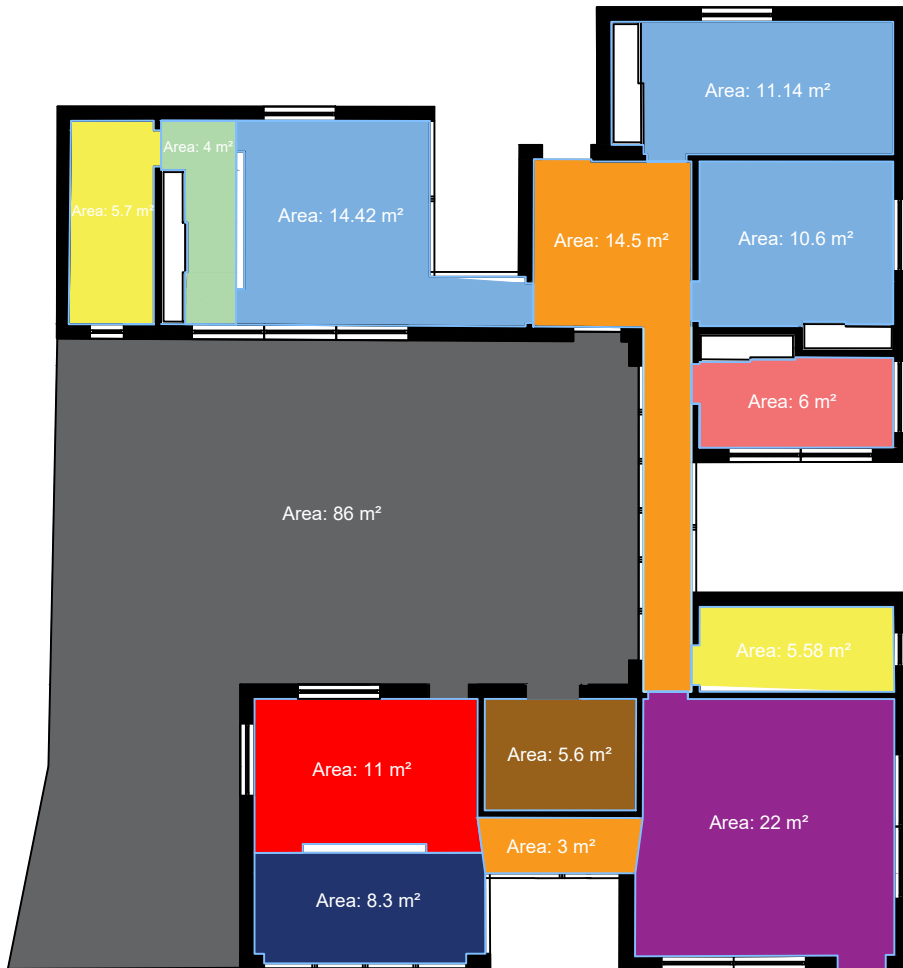 Area: 11.14 m²
Area: 4 m²
Area: 5.7 m²
Area: 14.42 m²
Area: 14.5 m²
Area: 10.6 m²
Area: 6 m²
Area: 86 m²
Area: 5.58 m²
Area: 11 m²
Area: 5.6 m²
Area: 22 m²
Area: 3 m²
Area: 8.3 m²